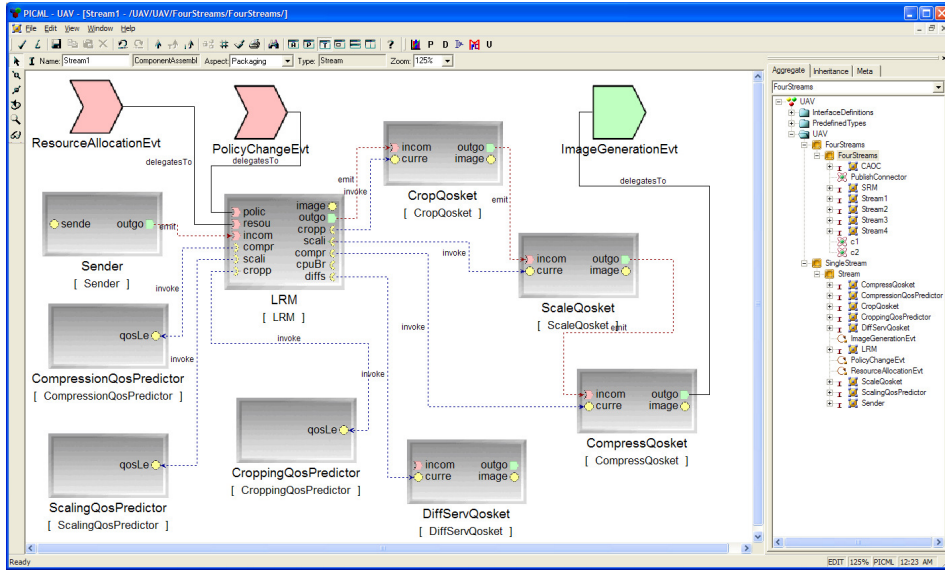 PICML - UAV - [Stream1 - /UAV/UAV/FourStreams/FourStreams/]
File Edit View Window Help
Name: Stream1 ComponentAssembl Aspect: Packaging Type: Stream Zoom: 125%
ResourceAllocationEvt
PolicyChangeEvt
ImageGenerationEvt
delegatesTo
delegatesTo
delegatesTo
incom outgo
curre image
CropQosket
[ CropQosket ]
emit
invoke
emit
sende outgo
emit
Sender
[ Sender ]
polic
resou
incom
compr
scali
cropp
image
outgo
cropp
scali
compr
cpuBr
diffs
LRM
[ LRM ]
invoke
incom outgo
curre image
ScaleQosket
[ ScaleQosket ]
emit
invoke
invoke
qosLe
CompressionQosPredictor
[ CompressionQosPredictor ]
invoke
invoke
invoke
incom outgo
curre image
CompressQosket
[ CompressQosket ]
qosLe
CroppingQosPredictor
[ CroppingQosPredictor ]
qosLe
ScalingQosPredictor
[ ScalingQosPredictor ]
incom outgo
curre image
DiffServQosket
[ DiffServQosket ]
Aggregate Inheritance Meta
FourStreams
UAV
InterfaceDefinitions
PredefinedTypes
UAV
FourStreams
FourStreams
CAOC
PublishConnector
SRM
Stream1
Stream2
Stream3
Stream4
c1
c2
SingleStream
Stream
CompressQosket
CompressionQosPredictor
CropQosket
CroppingQosPredictor
DiffServQosket
ImageGenerationEvt
LRM
PolicyChangeEvt
ResourceAllocationEvt
ScaleQosket
ScalingQosPredictor
Sender
Ready
EDIT 125% PICML 12:23 AM